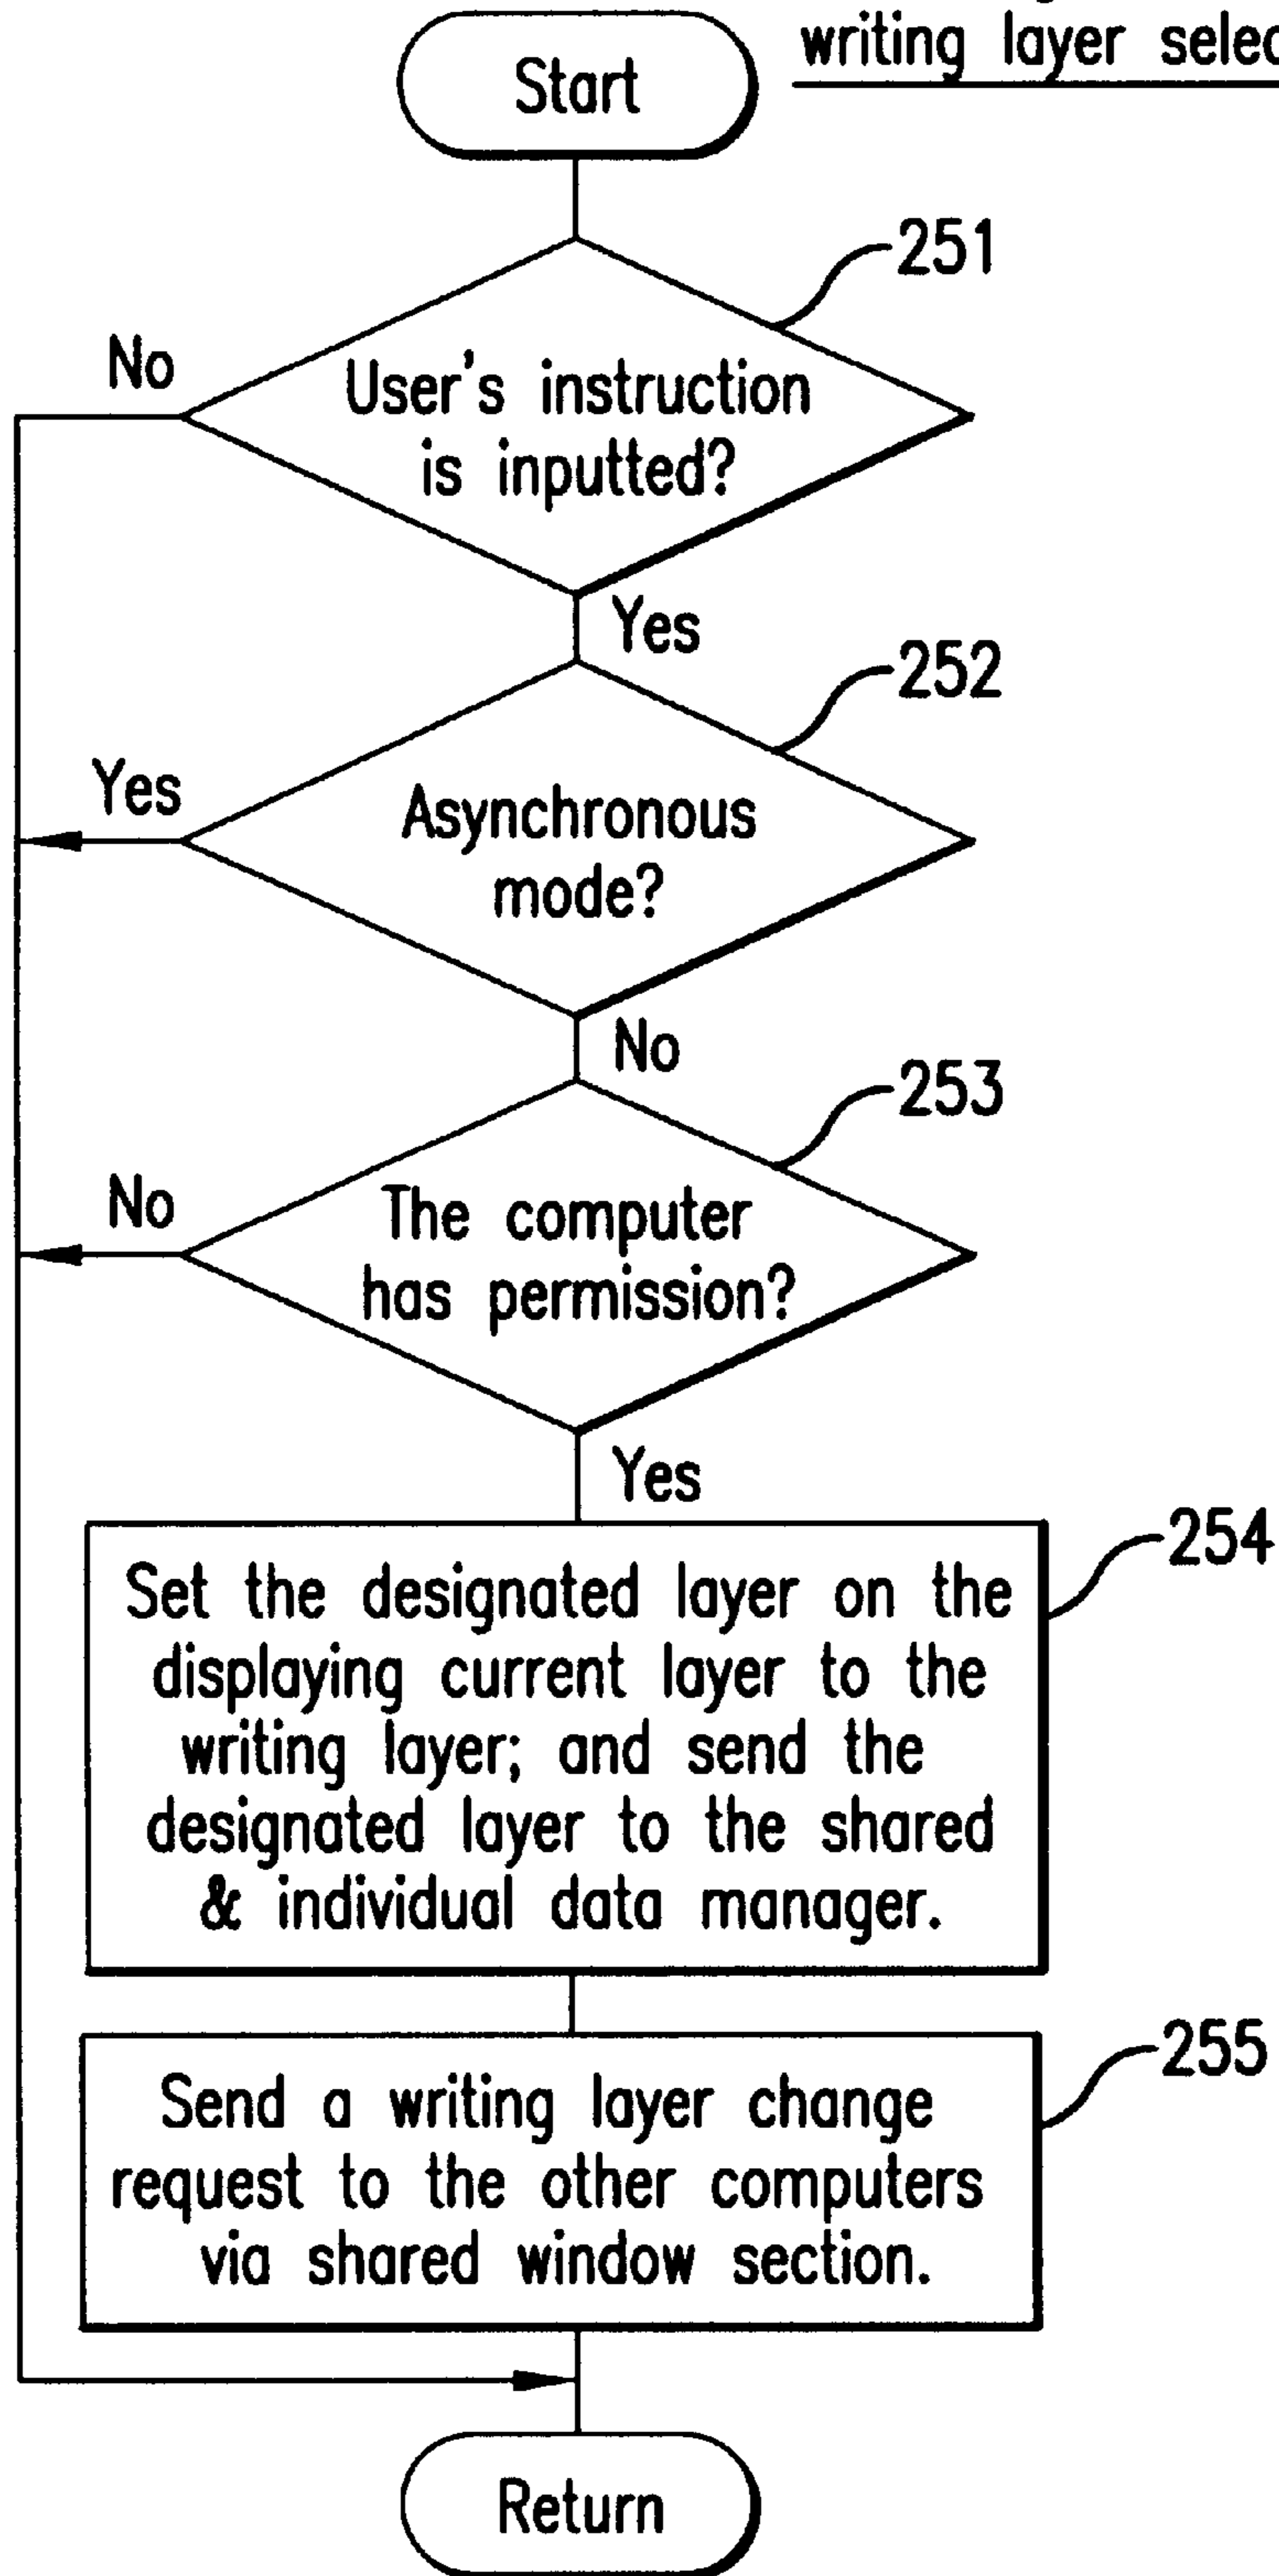 writing layer
Start
251
No
User's instruction
is inputted?
Yes
252
Yes
Asynchronous
mode?
No
253
No
The computer
has permission?
Yes
254
Set the designated layer on the
displaying current layer to the
writing layer; and send the
designated layer to the shared
& individual data manager.
255
Send a writing layer change
request to the other computers
via shared window section.
Return